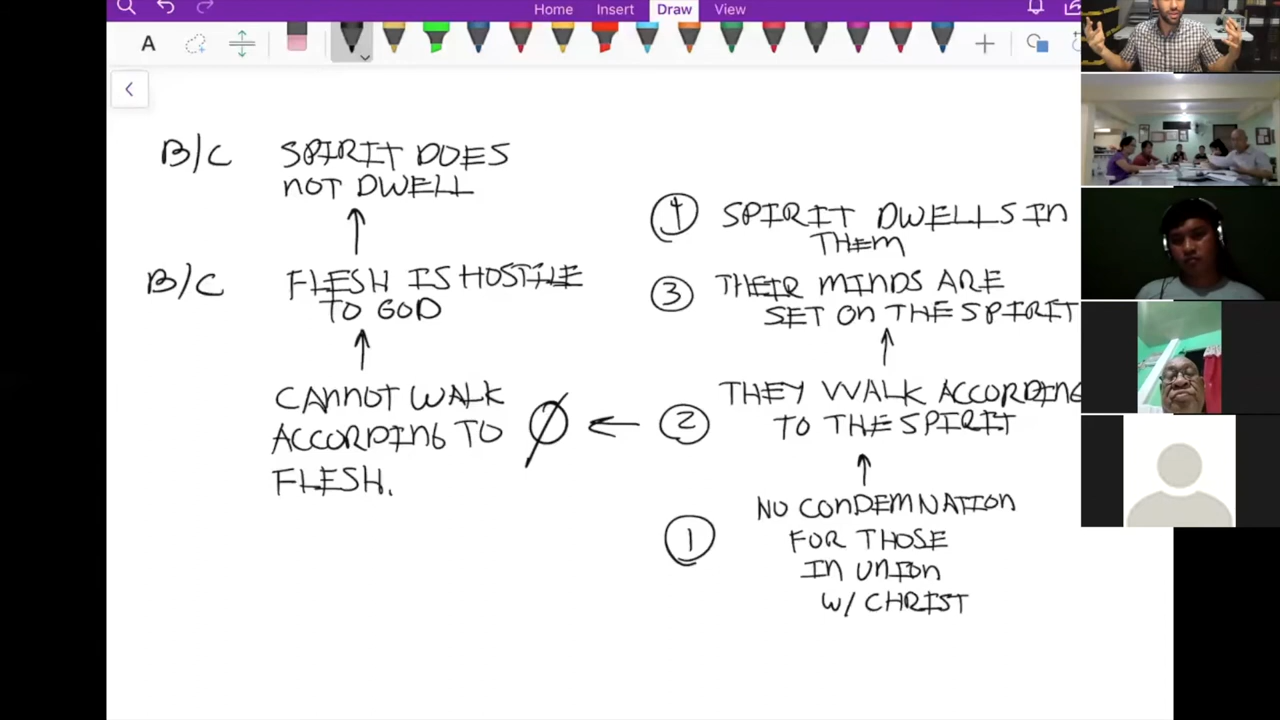 Home Insert Draw View
A
B/C SPIRIT DOES
NOT DWELL
B/C FLESH IS HOSTILE
TO GOD
CANNOT WALK
ACCORDING TO
FLESH.
4 SPIRIT DWELLS IN
THEM
3 THEIR MINDS ARE
SET ON THE SPIRIT
2 THEY WALK ACCORDING
TO THE SPIRIT
1 NO CONDEMNATION
FOR THOSE
IN UNION
W/ CHRIST